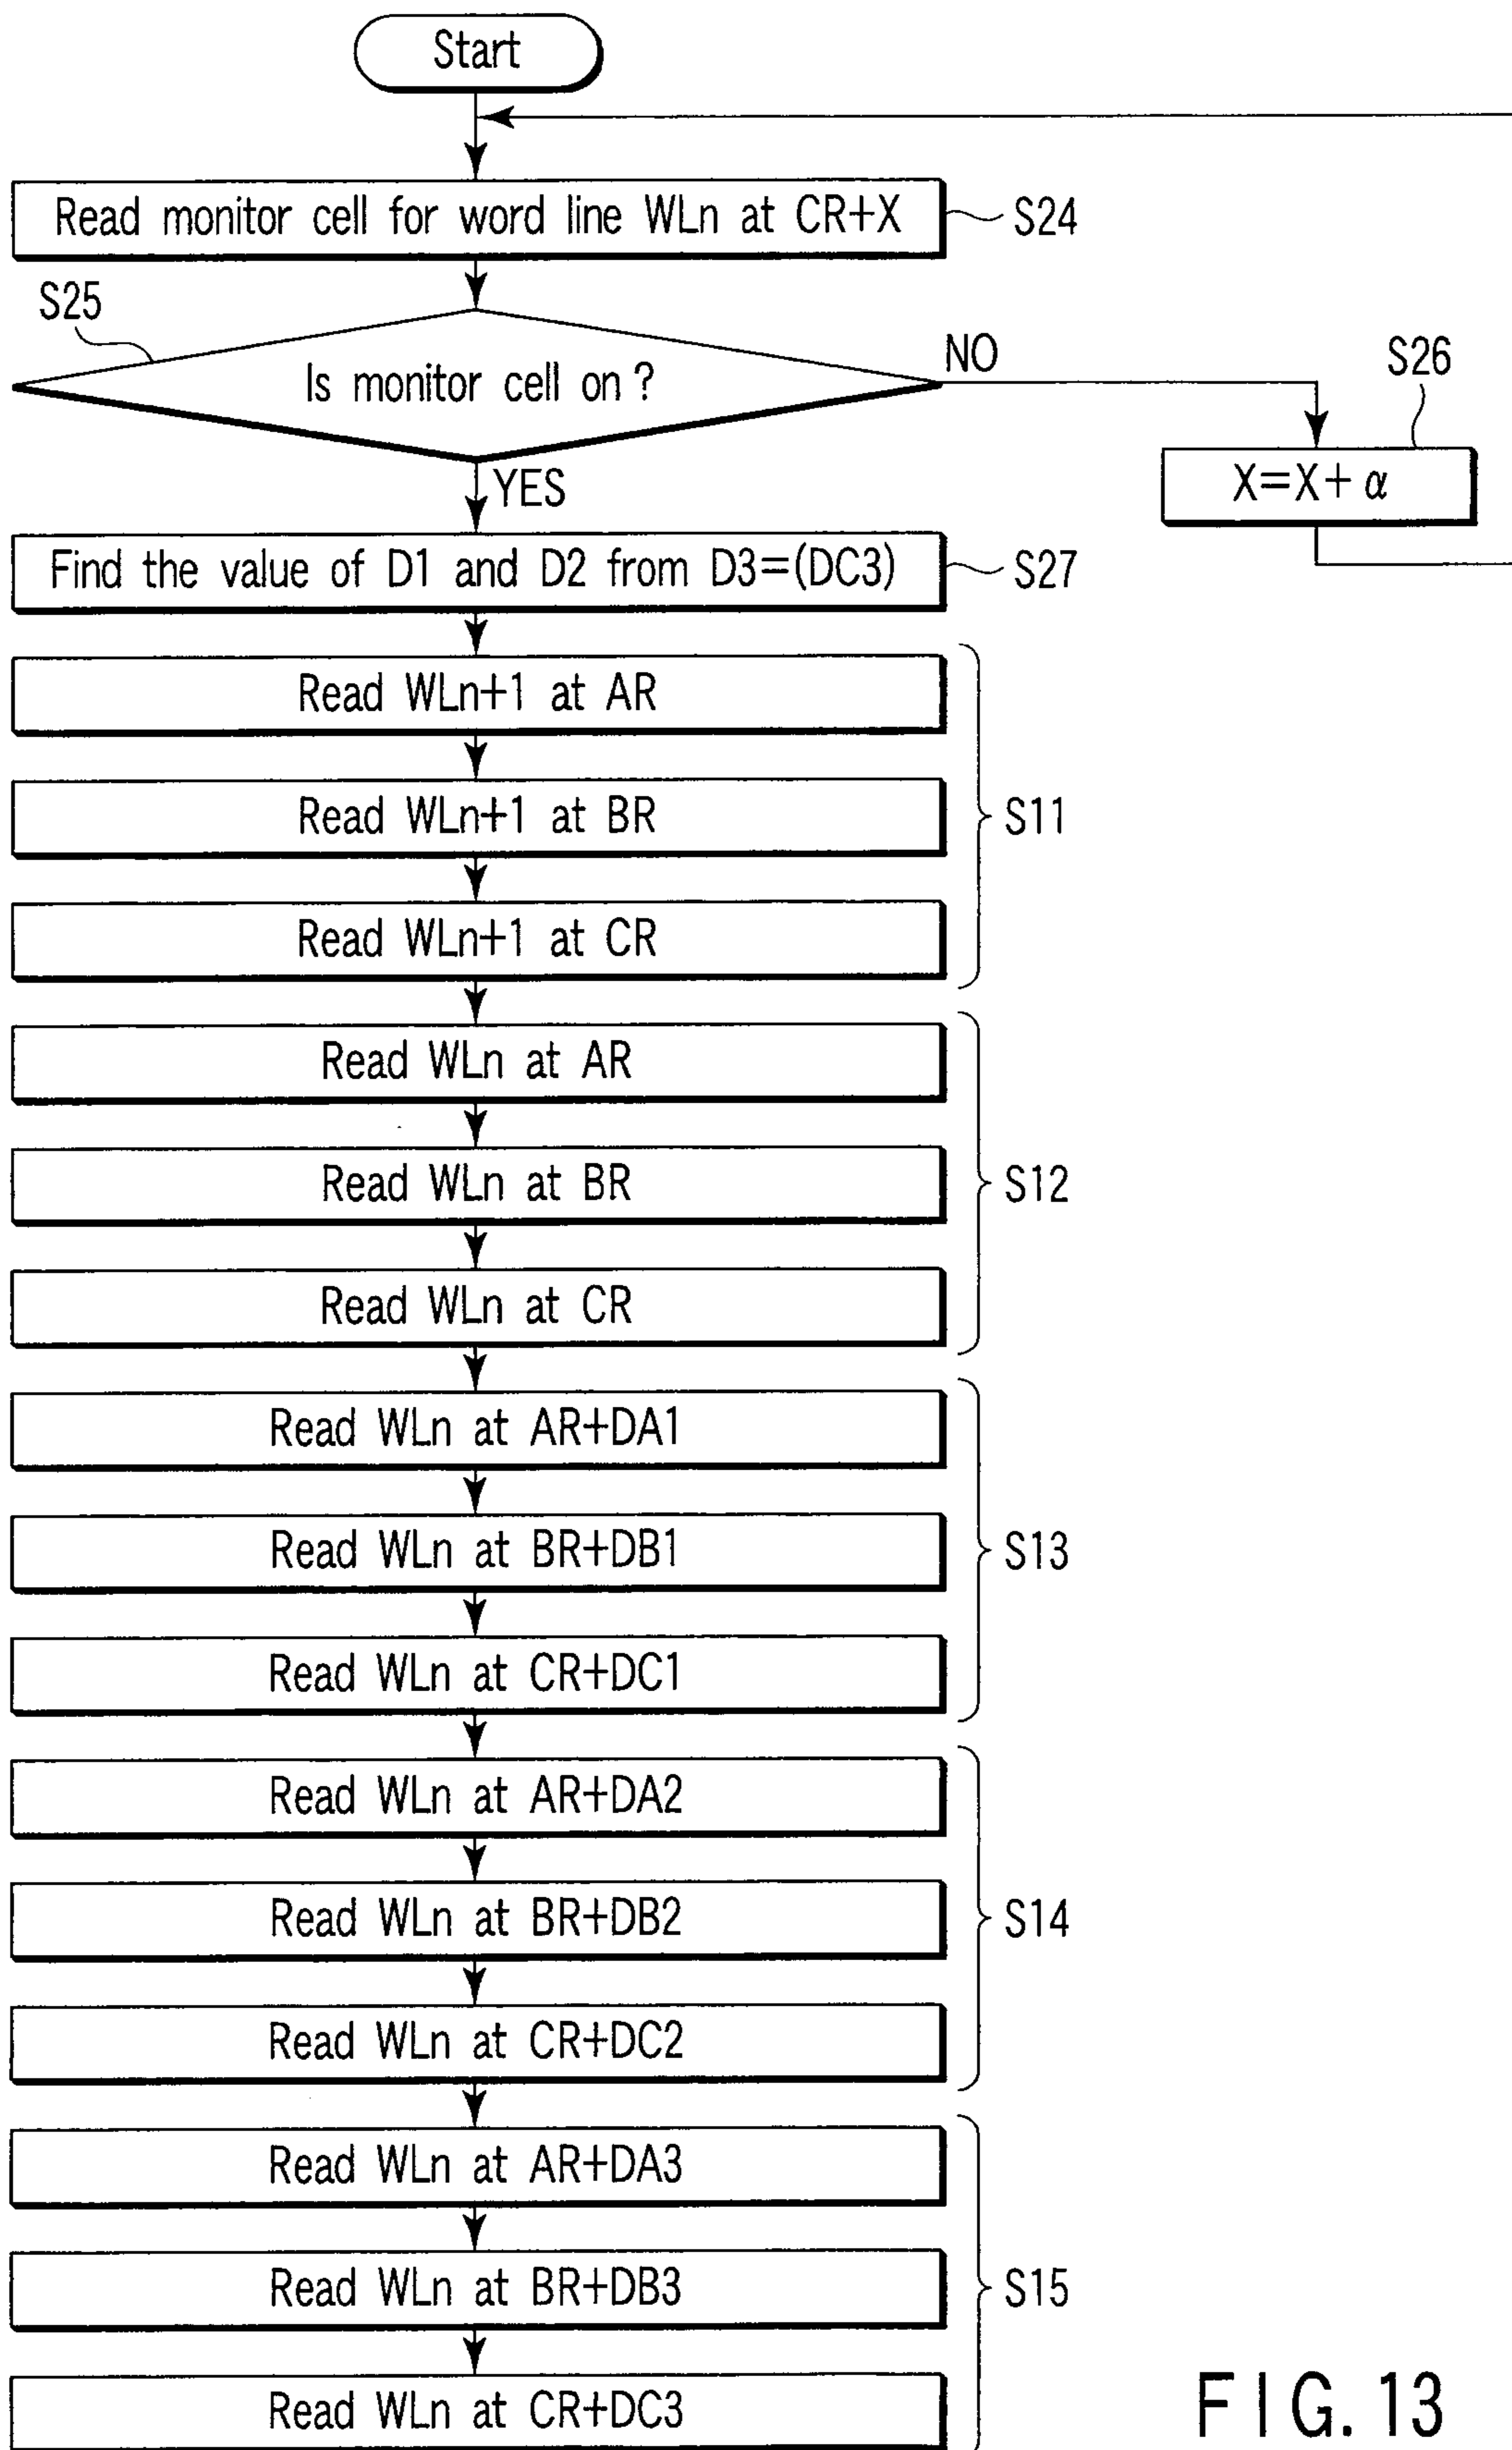 Start
Read monitor cell for word line WLn at CR+X
S24
S25
Is monitor cell on ?
NO
S26
X=X+α
YES
Find the value of D1 and D2 from D3=(DC3)
S27
Read WLn+1 at AR
Read WLn+1 at BR
S11
Read WLn+1 at CR
Read WLn at AR
Read WLn at BR
S12
Read WLn at CR
Read WLn at AR+DA1
Read WLn at BR+DB1
S13
Read WLn at CR+DC1
Read WLn at AR+DA2
Read WLn at BR+DB2
S14
Read WLn at CR+DC2
Read WLn at AR+DA3
Read WLn at BR+DB3
S15
Read WLn at CR+DC3
FIG. 13